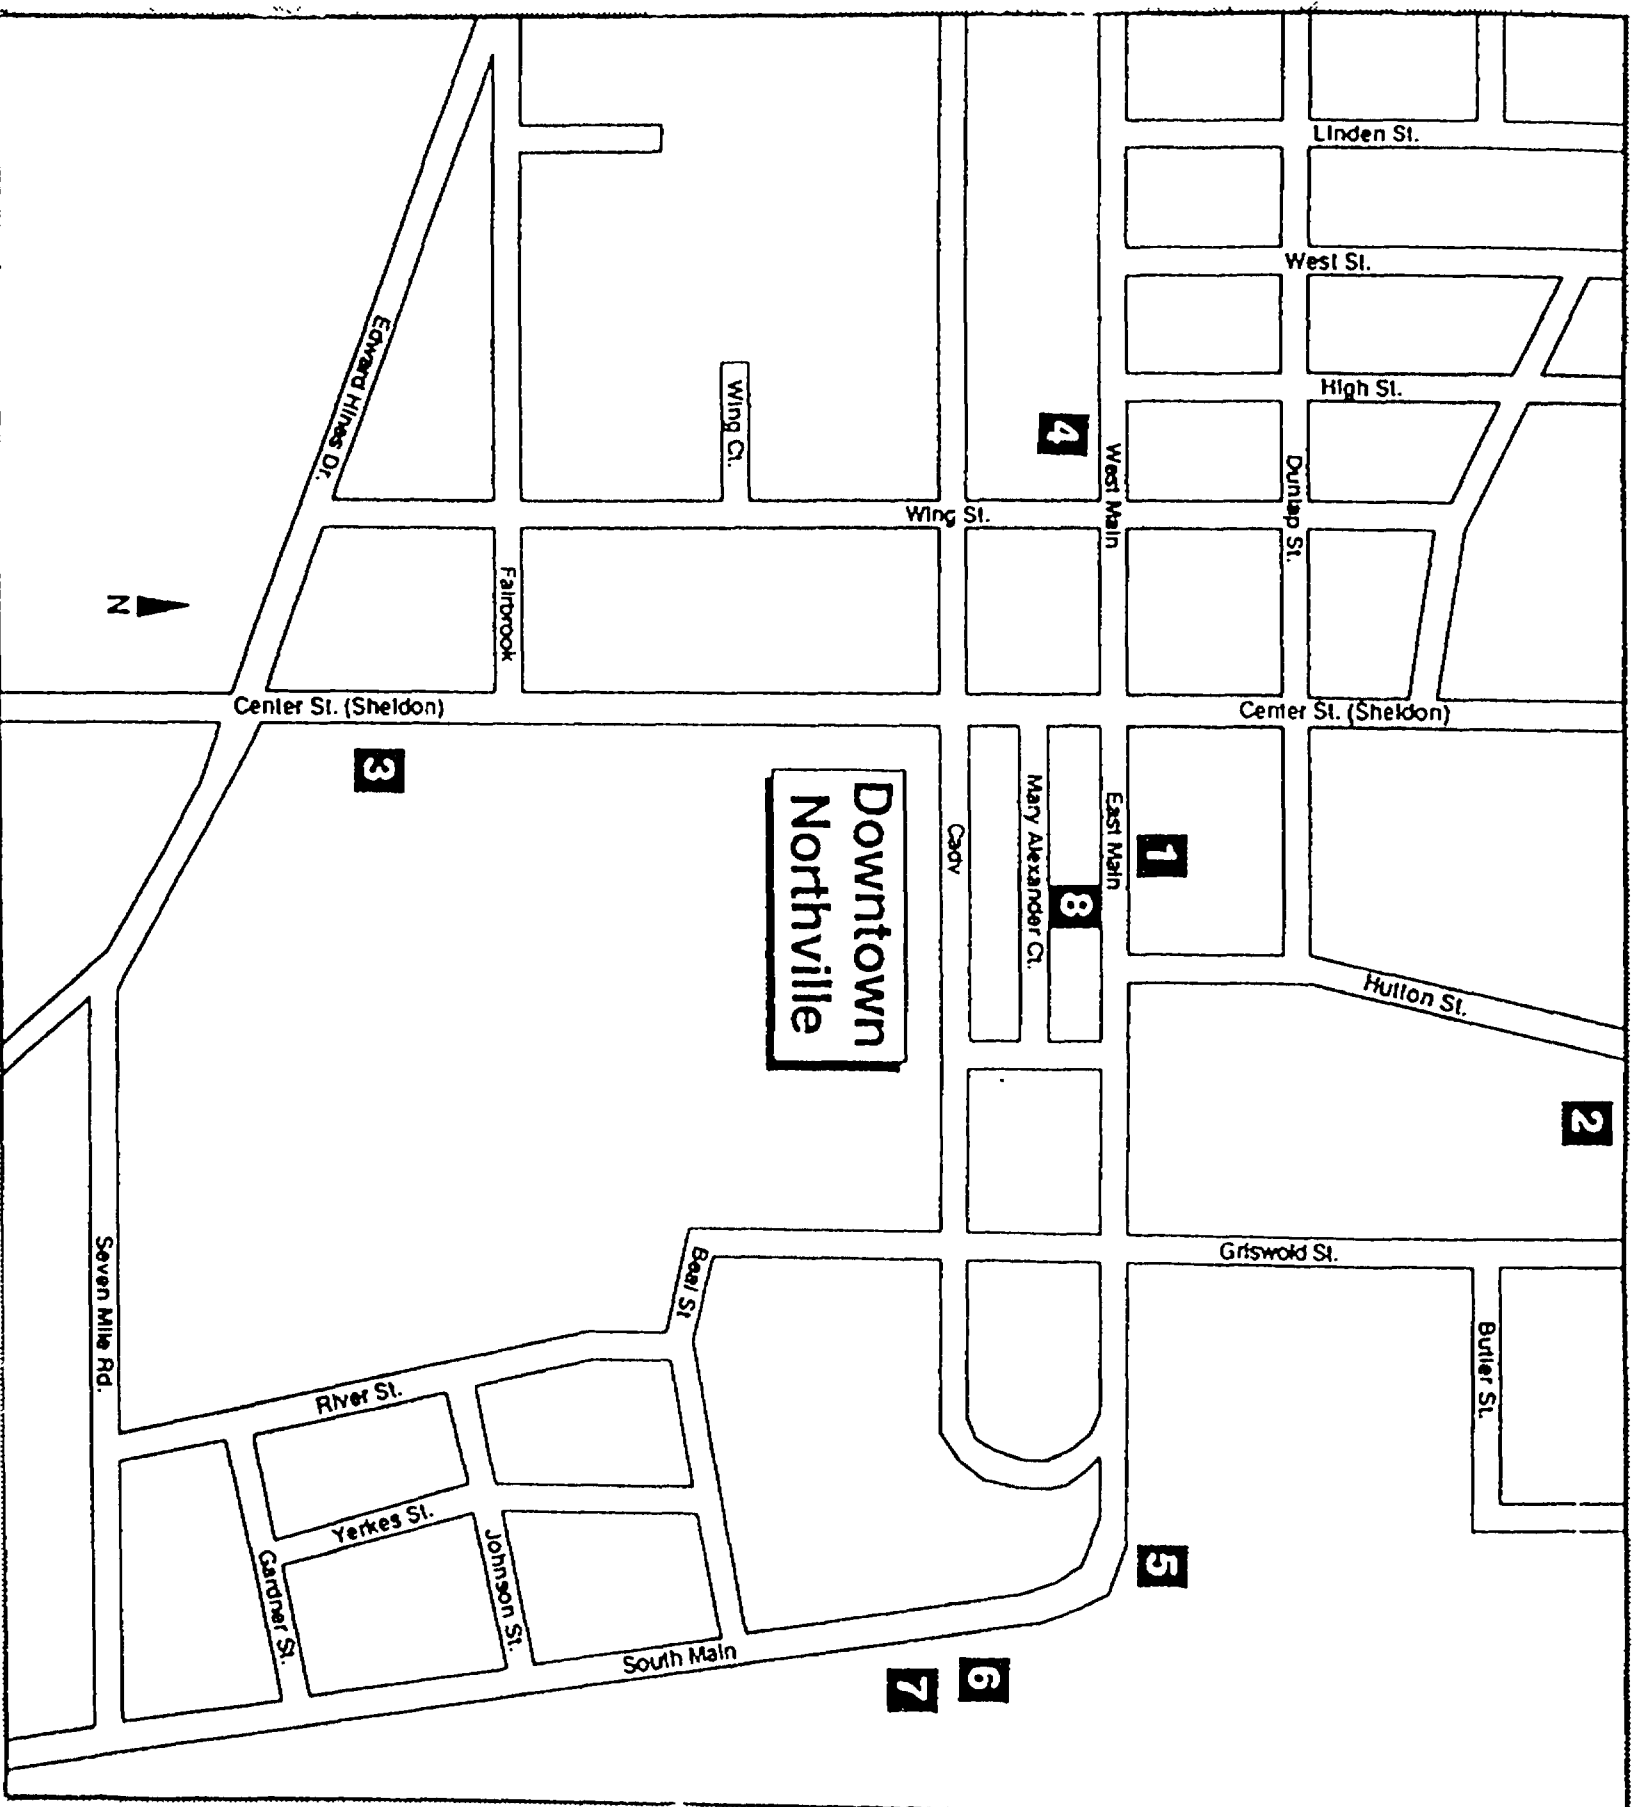 Linden St.
West St.
High St.
Dunlap St.
West Main
4
Wing St.
Wing Ct.
Edward Hines Dr.
Fairbrook
N
Center St. (Sheldon)
Center St. (Sheldon)
3
Downtown
Northville
Cady
Mary Alexander Ct.
East Main
1
8
Hutton St.
2
Griswold St.
Butler St.
Beal St
Seven Mile Rd.
River St.
Yerkes St.
Gardner St.
Johnson St.
South Main
5
6
7